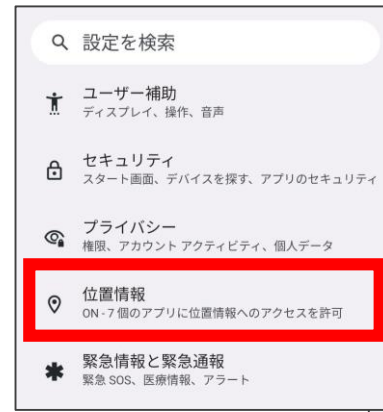 設定を検索
ユーザー補助
ディスプレイ、操作、音声
セキュリティ
スタート画面、デバイスを探す、アプリのセキュリティ
プライバシー
権限、アカウント アクティビティ、個人データ
位置情報
ON - 7 個のアプリに位置情報へのアクセスを許可
緊急情報と緊急通報
緊急 SOS、医療情報、アラート